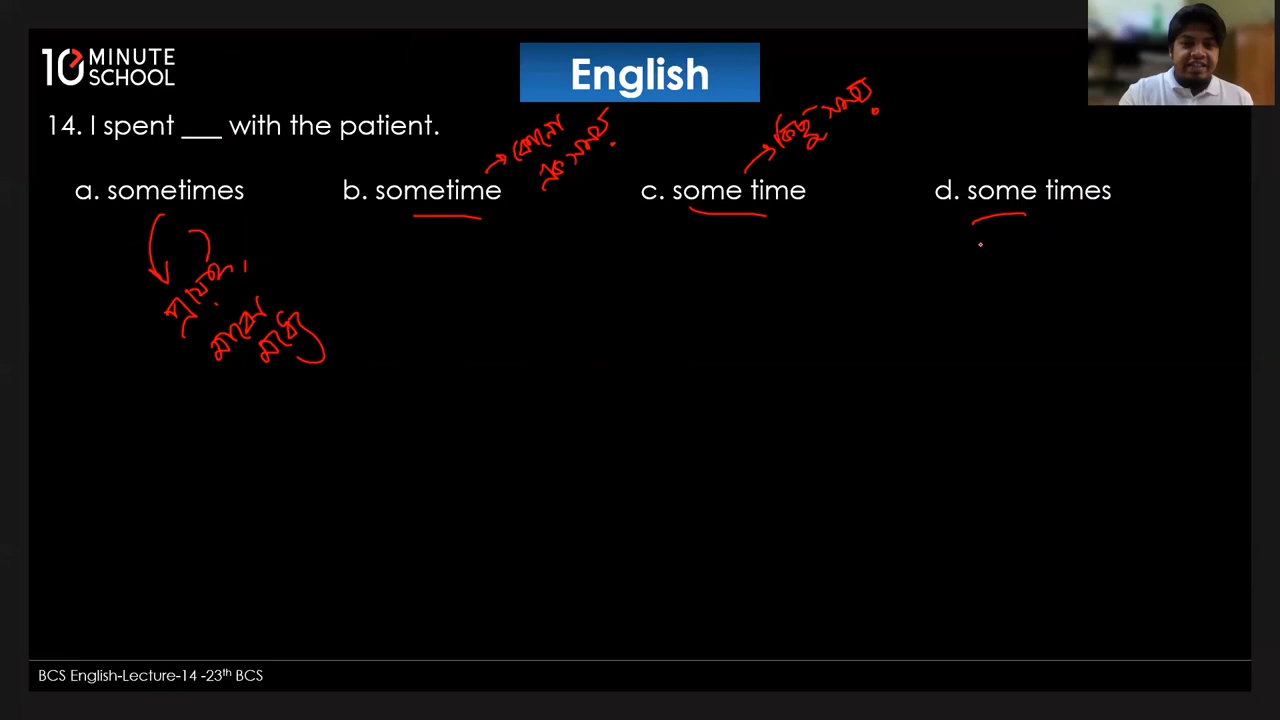 10 MINUTE SCHOOL
English
14. I spent ___ with the patient.
কোনো
এক সময়
কিছু সময়
a. sometimes
b. sometime
c. some time
d. some times
প্রায়ই।
মাঝে
মধ্যে
BCS English-Lecture-14 -23th BCS